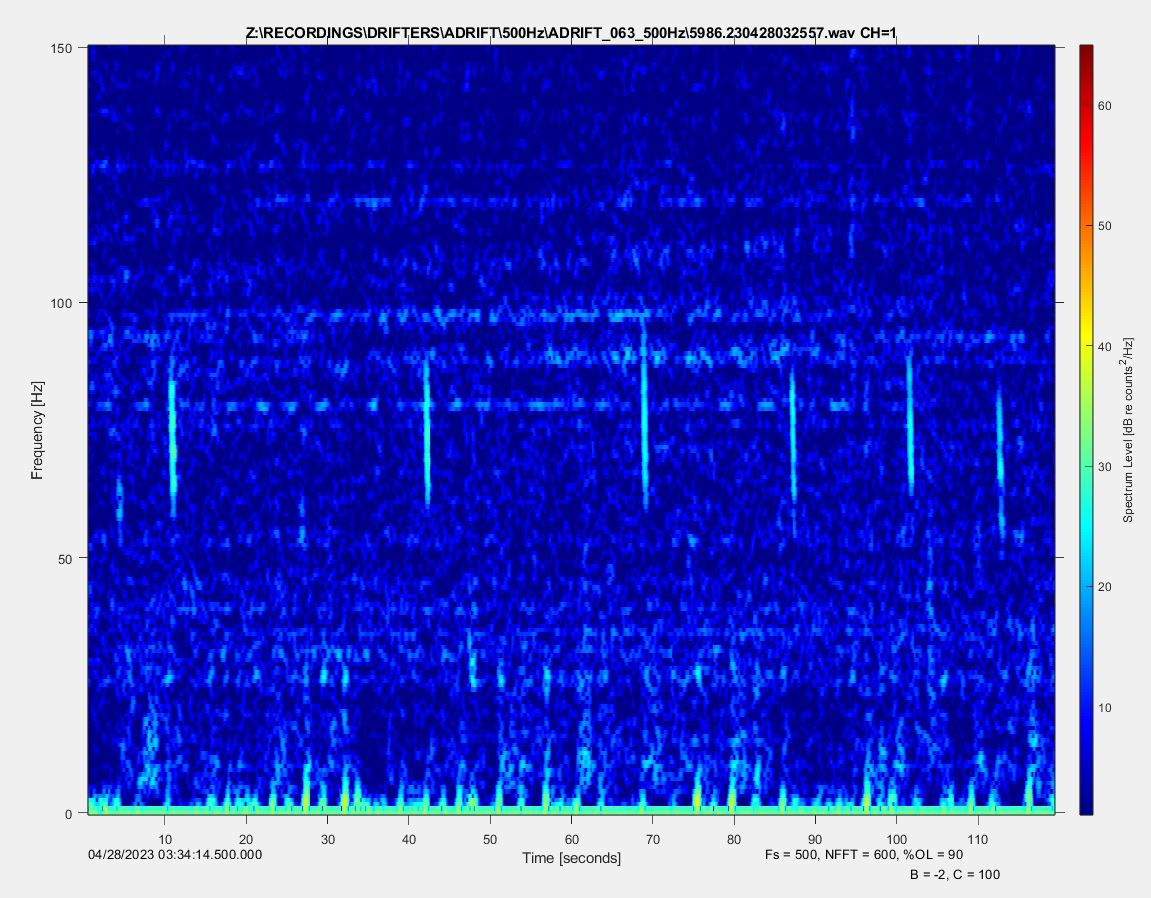 Z:\RECORDINGS\DRIFTERS\ADRIFT\500Hz\ADRIFT_063_500Hz\5986.230428032557.wav CH=1
150
100
50
0
Frequency [Hz]
10 20 30 40 50 60 70 80 90 100 110
Time [seconds]
04/28/2023 03:34:14.500.000
Fs = 500, NFFT = 600, %OL = 90
B = -2, C = 100
60
50
40
30
20
10
Spectrum Level [dB re counts²/Hz]